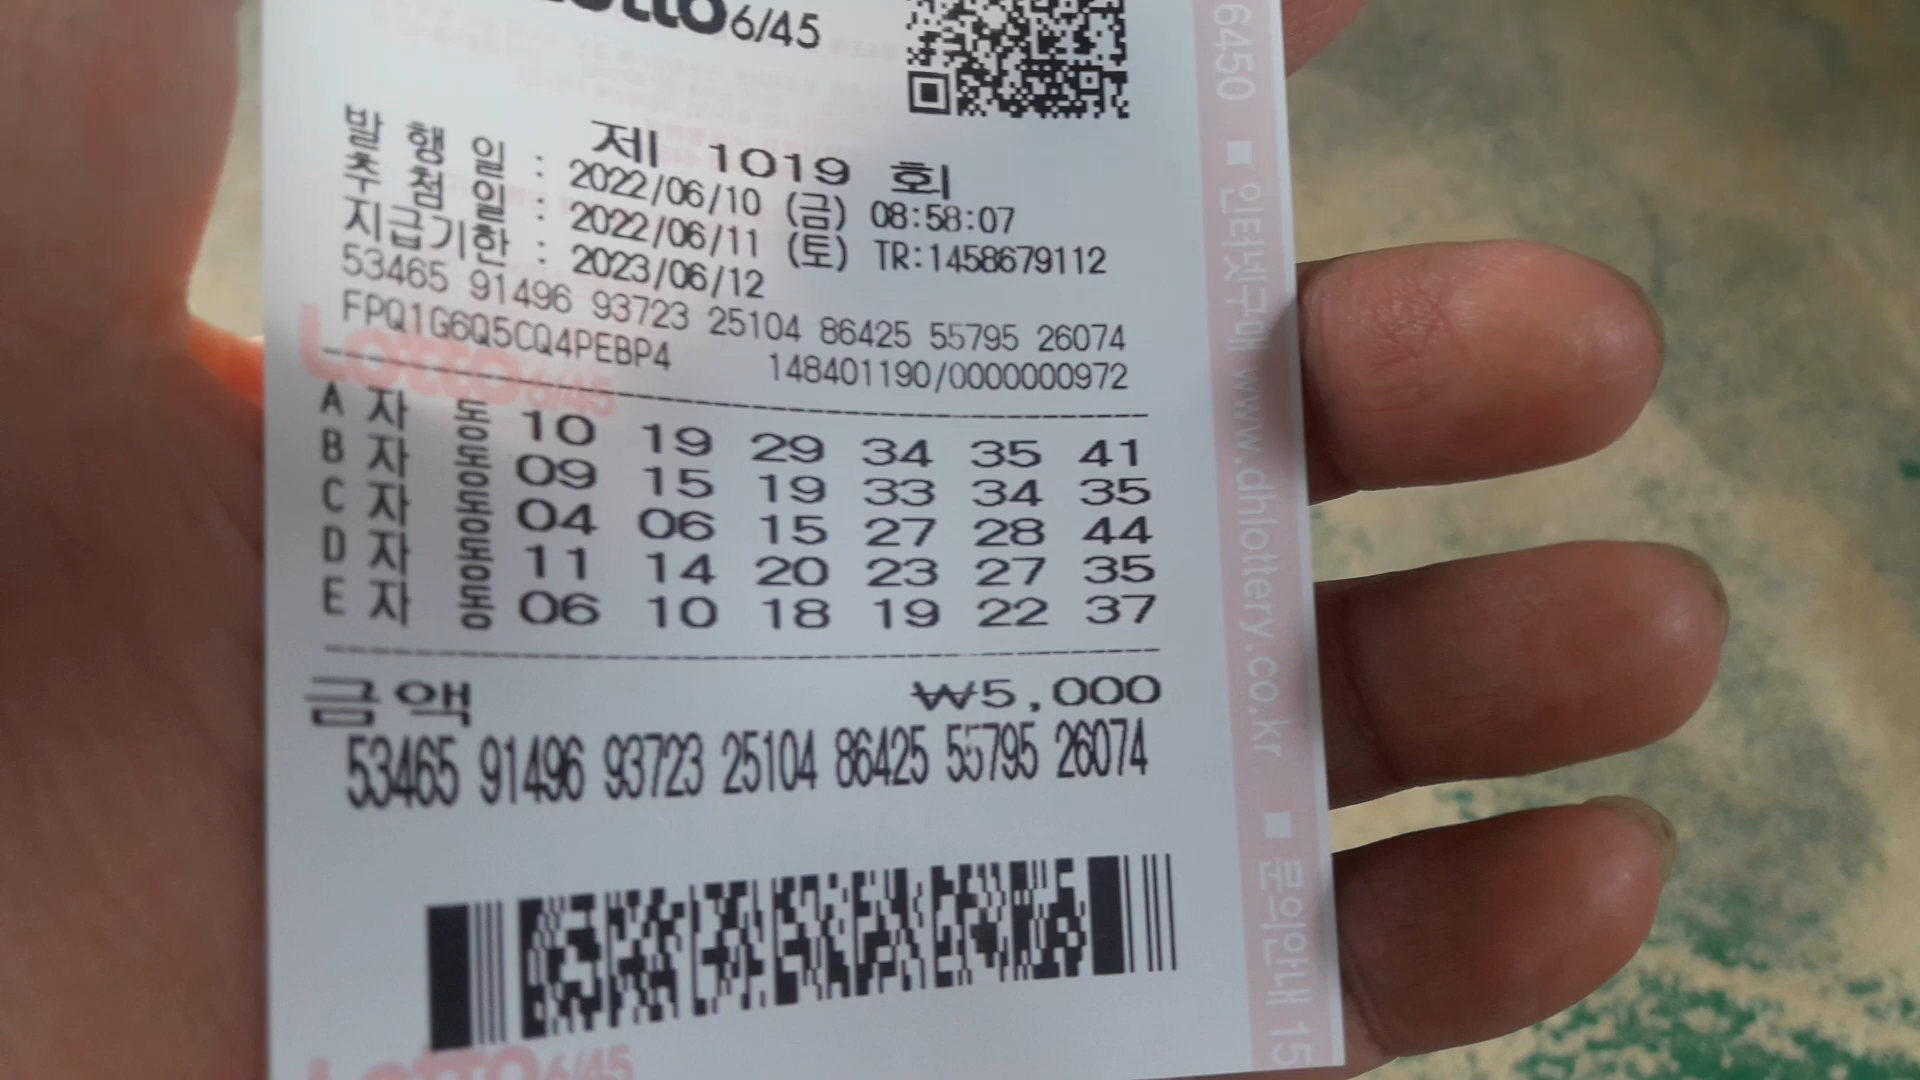 Lotto 6/45
제 1019 회
발 행 일 : 2022/06/10 (금) 08:58:07
추 첨 일 : 2022/06/11 (토) TR:1458679112
지급기한 : 2023/06/12
53465 91496 93723 25104 86425 55795 26074
FPQ1G6Q5CQ4PEBP4 148401190/0000000972
Lotto 6/45
A 자 동 10 19 29 34 35 41
B 자 동 09 15 19 33 34 35
C 자 동 04 06 15 27 28 44
D 자 동 11 14 20 23 27 35
E 자 동 06 10 18 19 22 37
금액 ₩5,000
53465 91496 93723 25104 86425 55795 26074
Lotto 6/45
6450 ■ 인터넷구매 www.dhlottery.co.kr ■ 문의안내 15